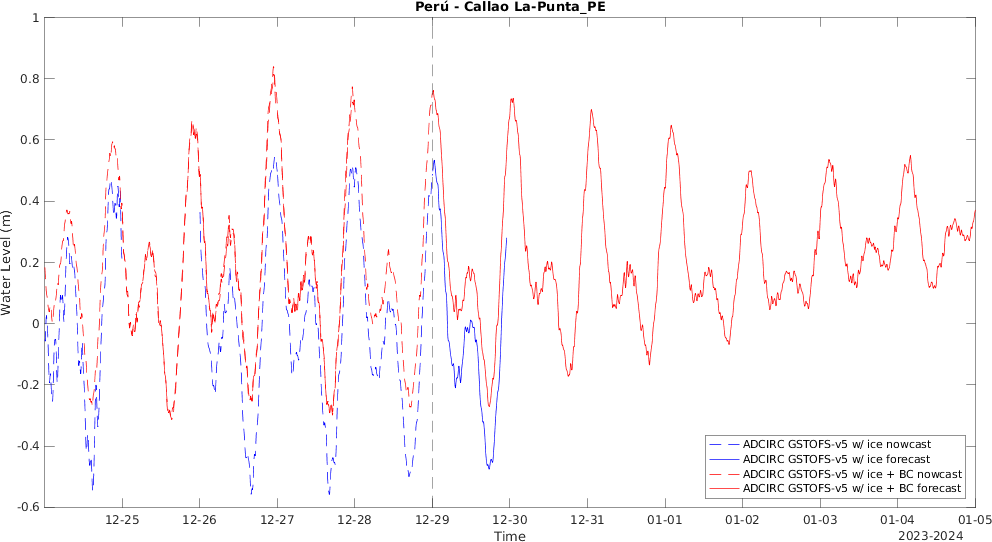 Perú - Callao La-Punta_PE
1
0.8
0.6
0.4
0.2
0
-0.2
-0.4
-0.6
Water Level (m)
12-25 12-26 12-27 12-28 12-29 12-30 12-31 01-01 01-02 01-03 01-04 01-05
Time
2023-2024
ADCIRC GSTOFS-v5 w/ ice nowcast
ADCIRC GSTOFS-v5 w/ ice forecast
ADCIRC GSTOFS-v5 w/ ice + BC nowcast
ADCIRC GSTOFS-v5 w/ ice + BC forecast